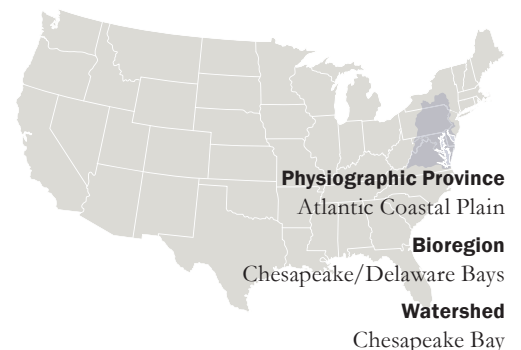 Physiographic Province
Atlantic Coastal Plain
Bioregion
Chesapeake/Delaware Bays
Watershed
Chesapeake Bay